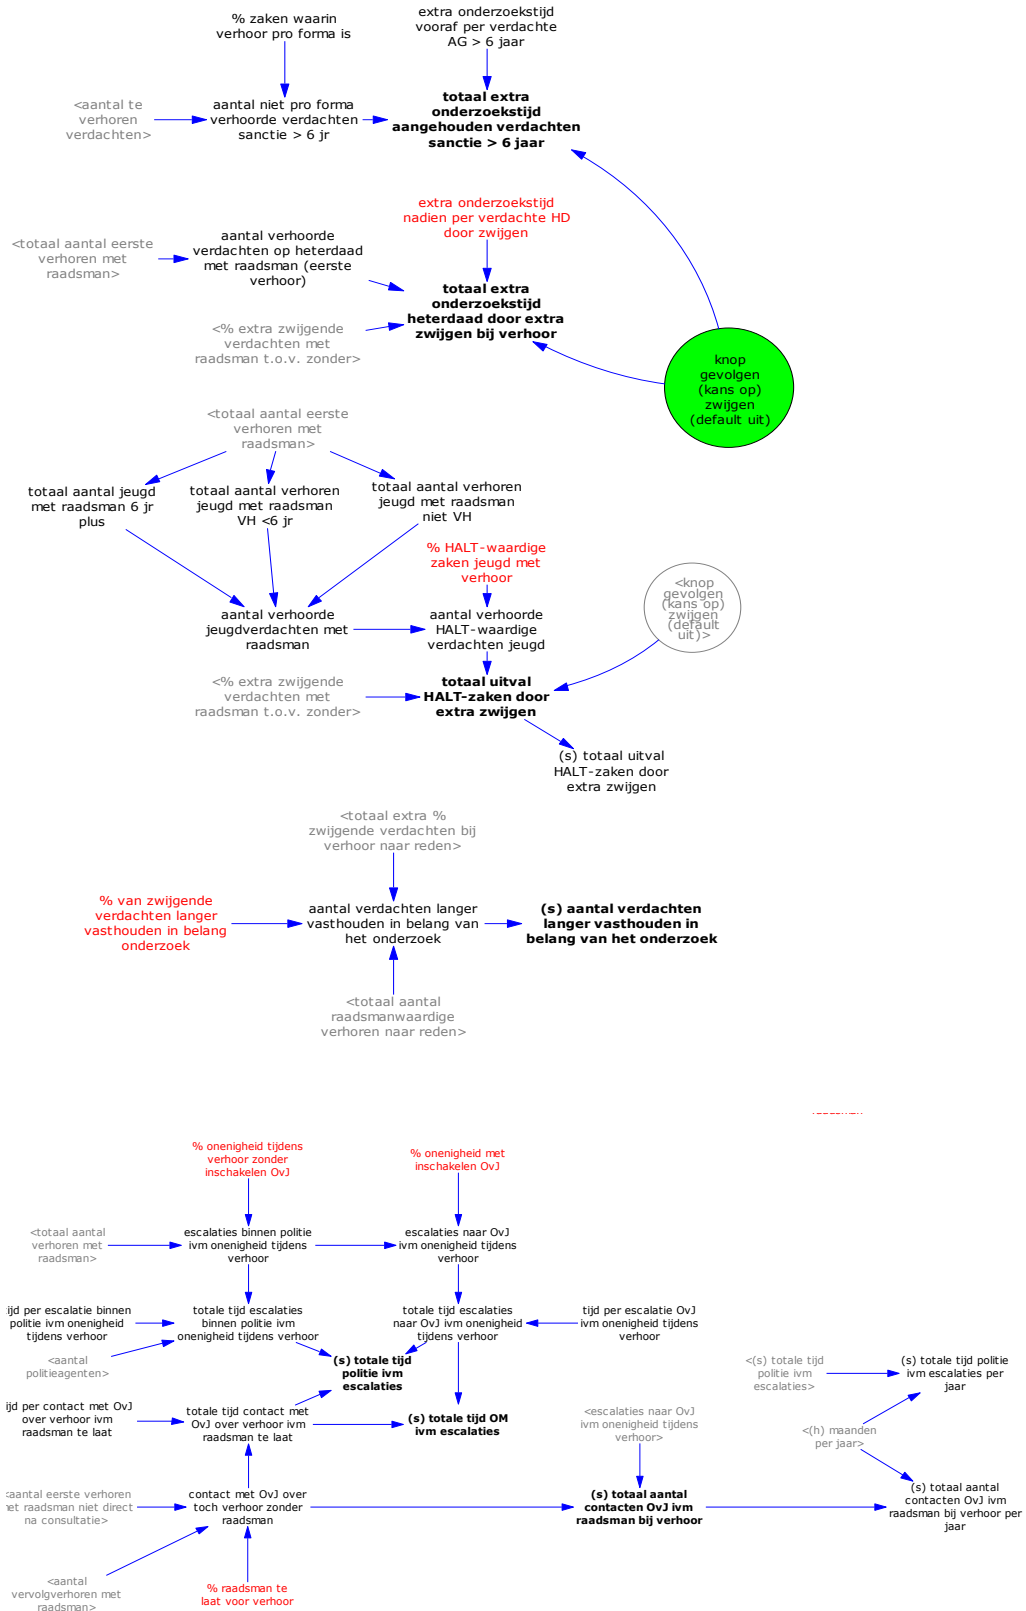 % zaken waarin
verhoor pro forma is
extra onderzoekstijd
vooraf per verdachte
AG > 6 jaar
<aantal te
verhoren
verdachten>
aantal niet pro forma
verhoorde verdachten
sanctie > 6 jr
totaal extra
onderzoekstijd
aangehouden verdachten
sanctie > 6 jaar
extra onderzoekstijd
nadien per verdachte HD
door zwijgen
<totaal aantal eerste
verhoren met
raadsman>
aantal verhoorde
verdachten op heterdaad
met raadsman (eerste
verhoor)
totaal extra
onderzoekstijd
heterdaad door extra
zwijgen bij verhoor
<% extra zwijgende
verdachten met
raadsman t.o.v. zonder>
knop
gevolgen
(kans op)
zwijgen
(default uit)
<totaal aantal eerste
verhoren met
raadsman>
totaal aantal jeugd
met raadsman 6 jr
plus
totaal aantal verhoren
jeugd met raadsman
VH <6 jr
totaal aantal verhoren
jeugd met raadsman
niet VH
% HALT-waardige
zaken jeugd met
verhoor
<knop
gevolgen
(kans op)
zwijgen
(default
uit)>
aantal verhoorde
jeugdverdachten met
raadsman
aantal verhoorde
HALT-waardige
verdachten jeugd
<% extra zwijgende
verdachten met
raadsman t.o.v. zonder>
totaal uitval
HALT-zaken door
extra zwijgen
(s) totaal uitval
HALT-zaken door
extra zwijgen
<totaal extra %
zwijgende verdachten bij
verhoor naar reden>
% van zwijgende
verdachten langer
vasthouden in belang
onderzoek
aantal verdachten langer
vasthouden in belang van
het onderzoek
(s) aantal verdachten
langer vasthouden in
belang van het onderzoek
<totaal aantal
raadsmanwaardige
verhoren naar reden>
% onenigheid tijdens
verhoor zonder
inschakelen OvJ
% onenigheid met
inschakelen OvJ
<totaal aantal
verhoren met
raadsman>
escalaties binnen politie
ivm onenigheid tijdens
verhoor
escalaties naar OvJ
ivm onenigheid tijdens
verhoor
per escalatie binnen
politie ivm onenigheid
tijdens verhoor
totale tijd escalaties
binnen politie ivm
onenigheid tijdens verhoor
totale tijd escalaties
naar OvJ ivm onenigheid
tijdens verhoor
tijd per escalatie OvJ
ivm onenigheid tijdens
verhoor
<aantal
politieagenten>
(s) totale tijd
politie ivm
escalaties
<(s) totale tijd
politie ivm
escalaties>
(s) totale tijd politie
ivm escalaties per
jaar
per contact met OvJ
over verhoor ivm
raadsman te laat
totale tijd contact met
OvJ over verhoor ivm
raadsman te laat
(s) totale tijd OM
ivm escalaties
<escalaties naar OvJ
ivm onenigheid tijdens
verhoor>
<(h) maanden
per jaar>
<aantal eerste verhoren
raadsman niet direct
na consultatie>
contact met OvJ over
toch verhoor zonder
raadsman
(s) totaal aantal
contacten OvJ ivm
raadsman bij verhoor
(s) totaal aantal
contacten OvJ ivm
raadsman bij verhoor per
jaar
<aantal
vervolgverhoren met
raadsman>
% raadsman te
laat voor verhoor